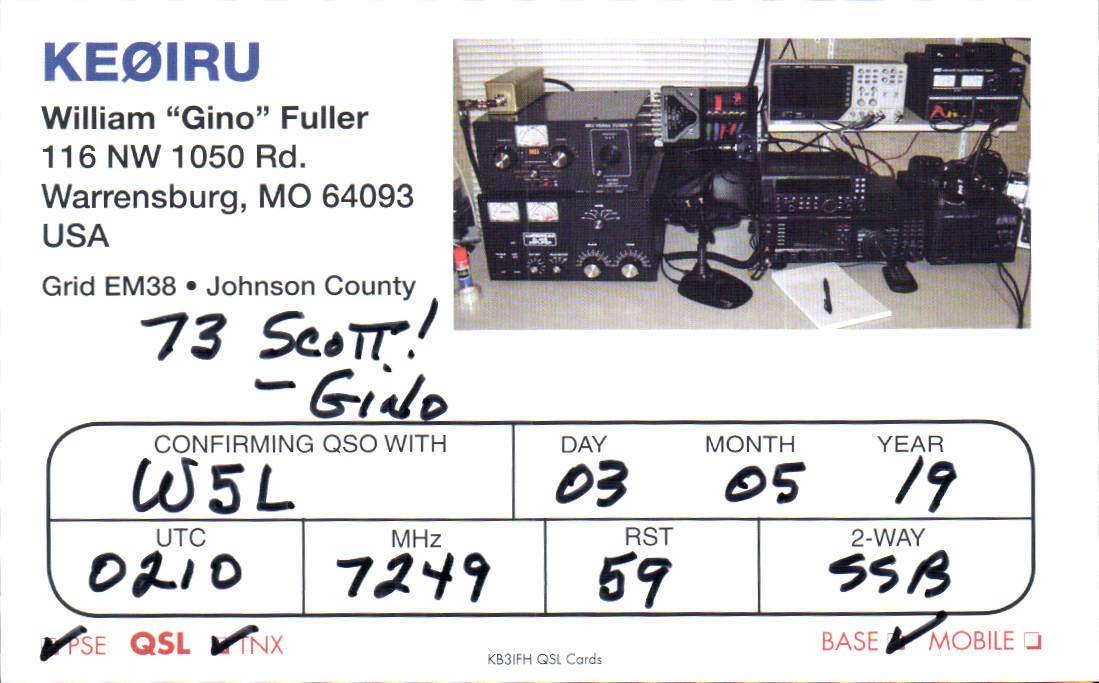 KEØIRU
William “Gino” Fuller
116 NW 1050 Rd.
Warrensburg, MO 64093
USA
Grid EM38 • Johnson County
73 Scott!
- Gino
CONFIRMING QSO WITH DAY MONTH YEAR
W5L 03 05 19
UTC MHz RST 2-WAY
0210 7249 59 SSB
PSE QSL TNX BASE MOBILE
KB3IFH QSL Cards